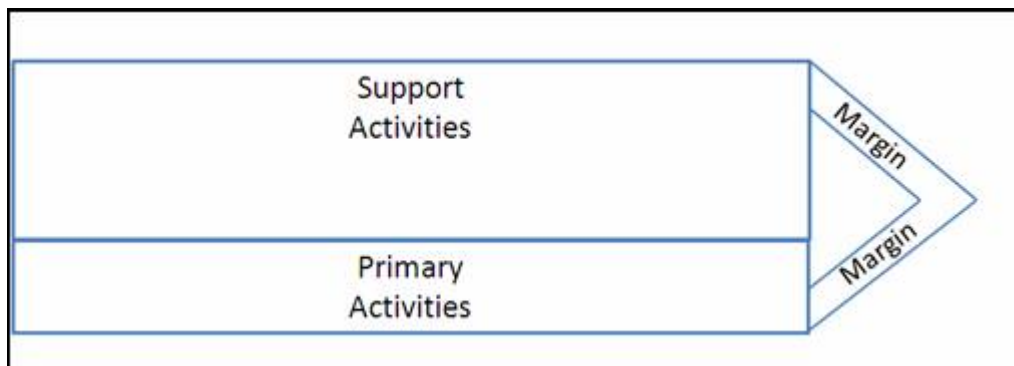 Support
Activities
Margin
Primary
Activities
Margin